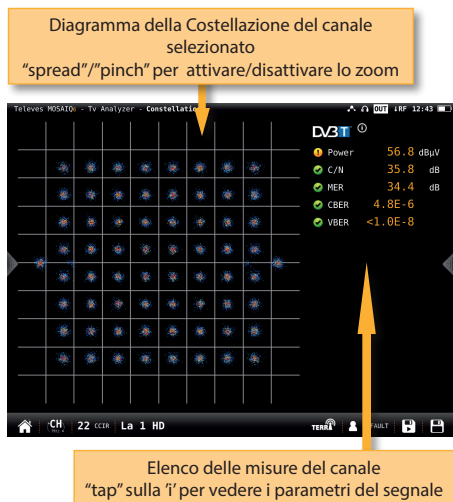 Diagramma della Costellazione del canale
selezionato
“spread”/“pinch” per attivare/disattivare lo zoom
Televes MOSAIQ6 - Tv Analyzer - Constellation
OUT ↓RF 12:43
DVB T i
Power 56.8 dBµV
C/N 35.8 dB
MER 34.4 dB
CBER 4.8E-6
VBER <1.0E-8
CH 22 CCIR La 1 HD
TERR
Elenco delle misure del canale
“tap” sulla ‘i’ per vedere i parametri del segnale